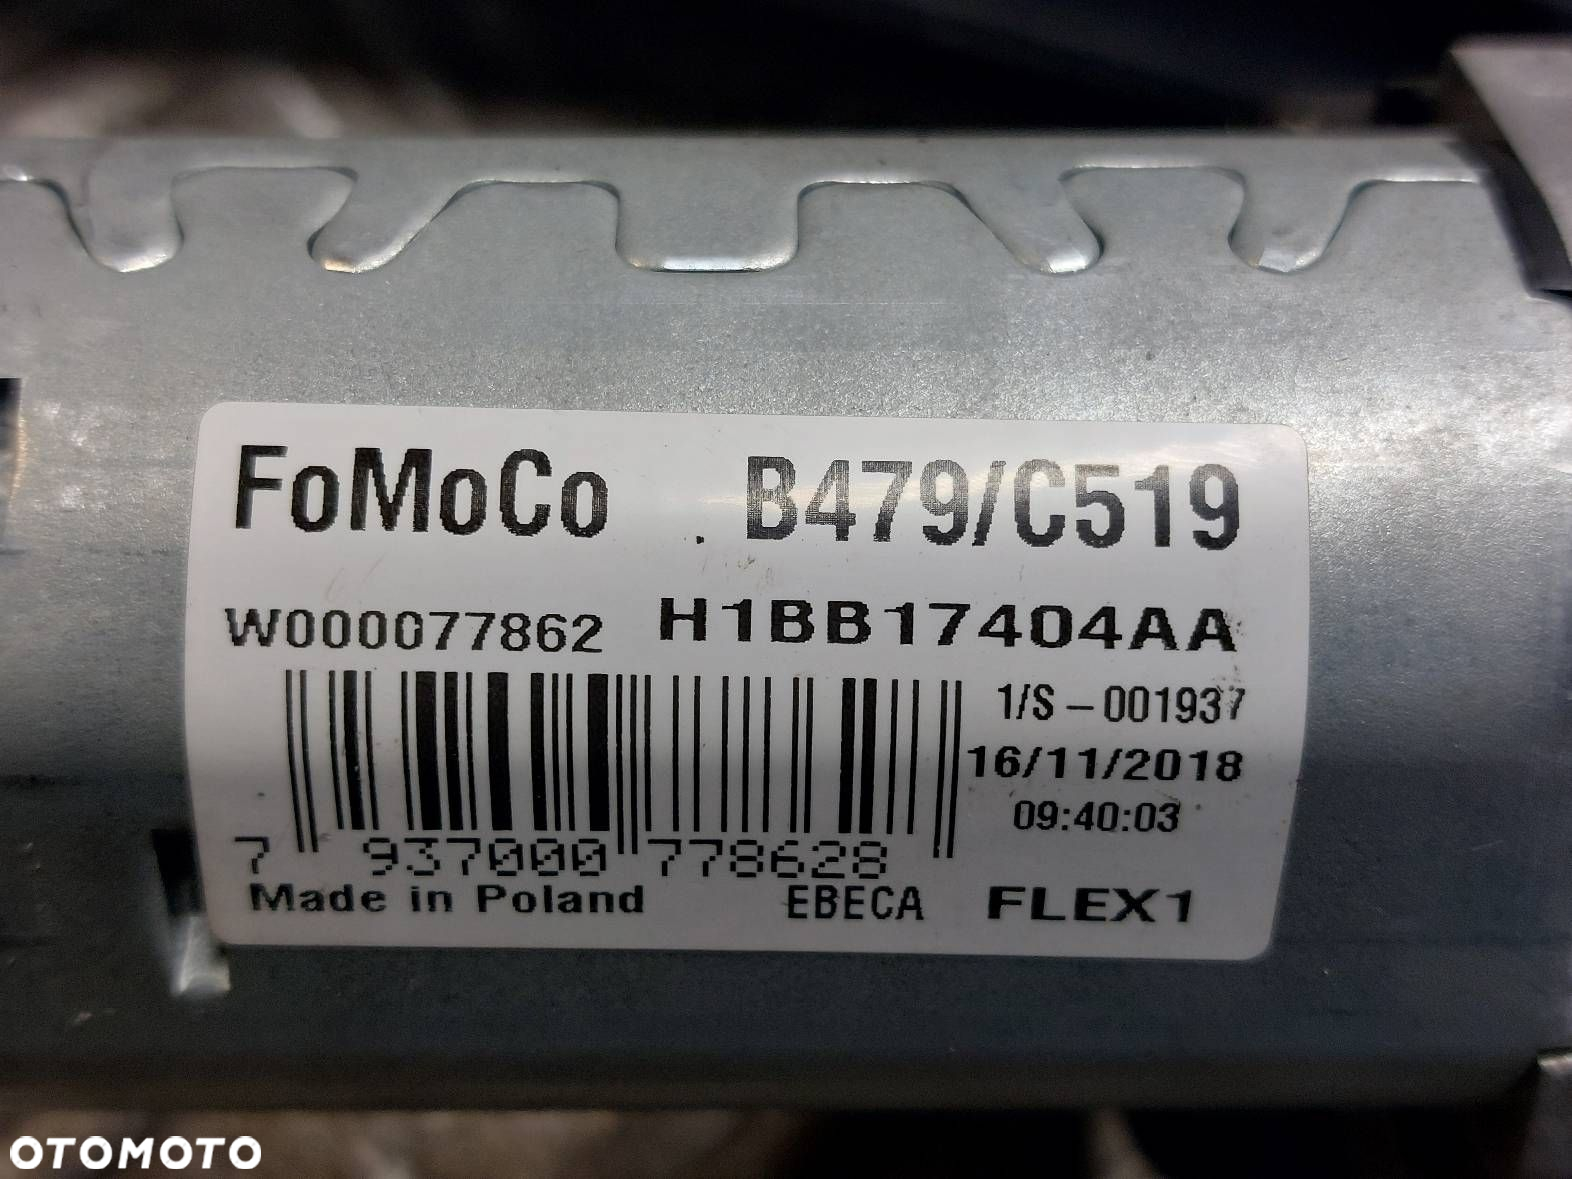 FoMoCo B479/C519
W000077862 H1BB17404AA
1/S-001937
16/11/2018
09:40:03
7 937000 778628
Made in Poland EBECA FLEX1
OTOMOTO